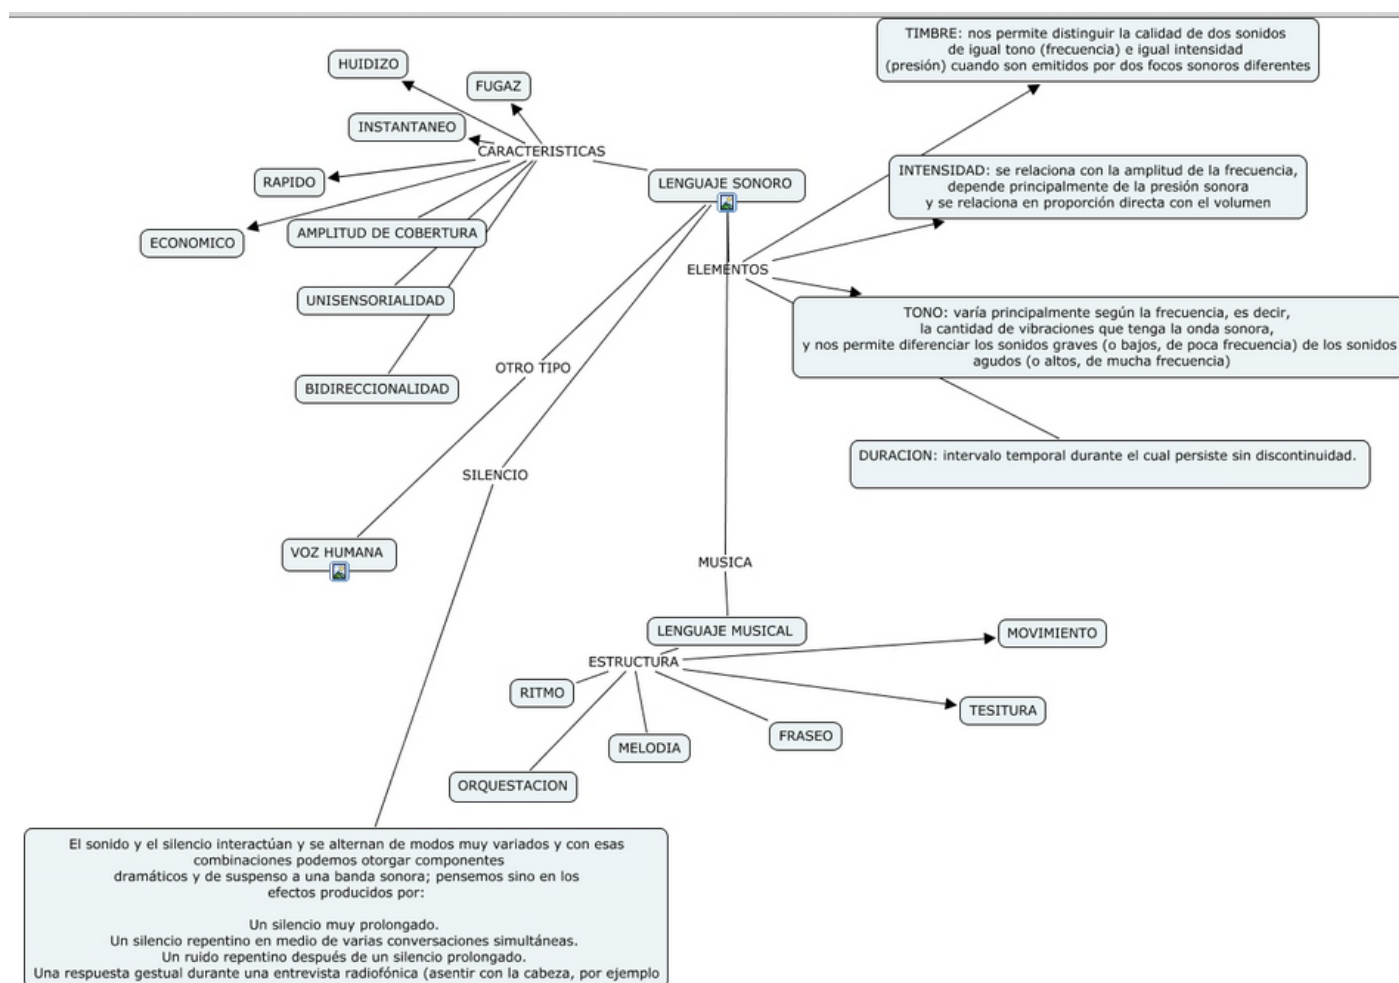 TIMBRE: nos permite distinguir la calidad de dos sonidos
de igual tono (frecuencia) e igual intensidad
(presión) cuando son emitidos por dos focos sonoros diferentes
HUIDIZO
FUGAZ
INSTANTANEO
CARACTERISTICAS
RAPIDO
LENGUAJE SONORO
INTENSIDAD: se relaciona con la amplitud de la frecuencia,
depende principalmente de la presión sonora
y se relaciona en proporción directa con el volumen
ECONOMICO
AMPLITUD DE COBERTURA
ELEMENTOS
UNISENSORIALIDAD
TONO: varía principalmente según la frecuencia, es decir,
la cantidad de vibraciones que tenga la onda sonora,
y nos permite diferenciar los sonidos graves (o bajos, de poca frecuencia) de los sonidos
agudos (o altos, de mucha frecuencia)
OTRO TIPO
BIDIRECCIONALIDAD
DURACION: intervalo temporal durante el cual persiste sin discontinuidad.
SILENCIO
VOZ HUMANA
MUSICA
LENGUAJE MUSICAL
MOVIMIENTO
ESTRUCTURA
RITMO
TESITURA
FRASEO
MELODIA
ORQUESTACION
El sonido y el silencio interactúan y se alternan de modos muy variados y con esas
combinaciones podemos otorgar componentes
dramáticos y de suspenso a una banda sonora; pensemos sino en los
efectos producidos por:
Un silencio muy prolongado.
Un silencio repentino en medio de varias conversaciones simultáneas.
Un ruido repentino después de un silencio prolongado.
Una respuesta gestual durante una entrevista radiofónica (asentir con la cabeza, por ejemplo